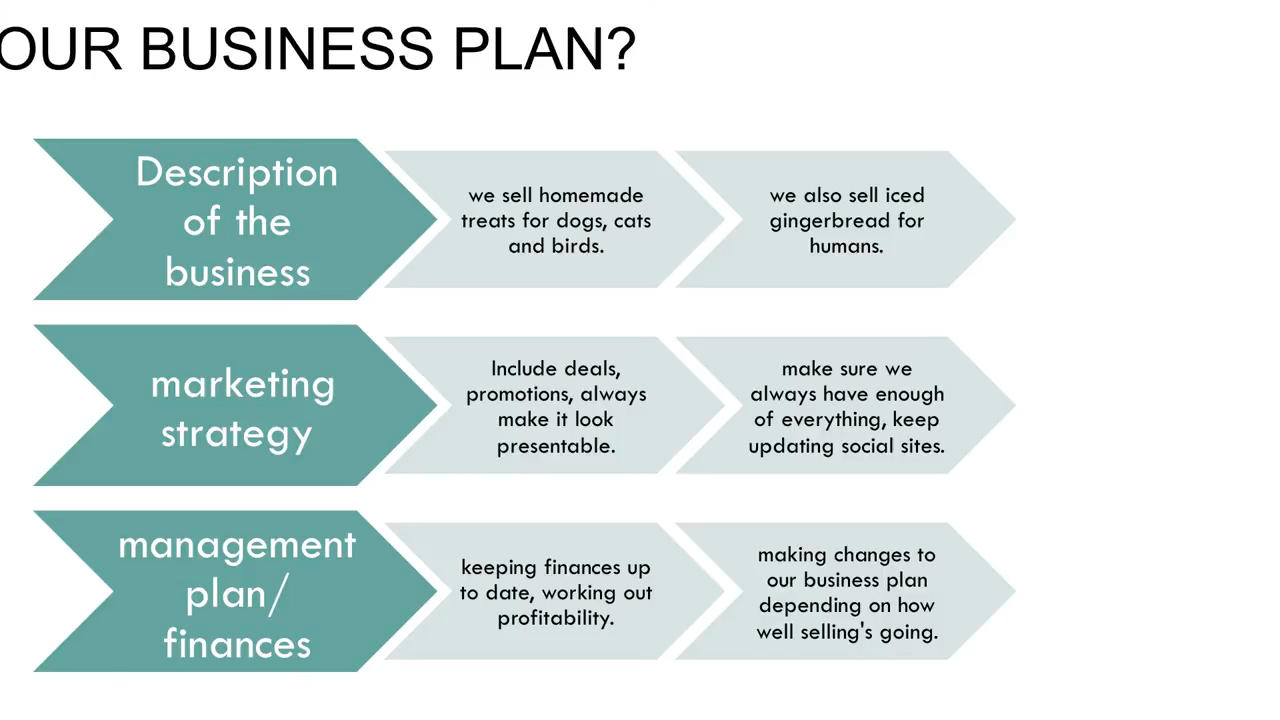 OUR BUSINESS PLAN?
Description
of the
business
we sell homemade
treats for dogs, cats
and birds.
we also sell iced
gingerbread for
humans.
marketing
strategy
Include deals,
promotions, always
make it look
presentable.
make sure we
always have enough
of everything, keep
updating social sites.
management
plan/
finances
keeping finances up
to date, working out
profitability.
making changes to
our business plan
depending on how
well selling's going.